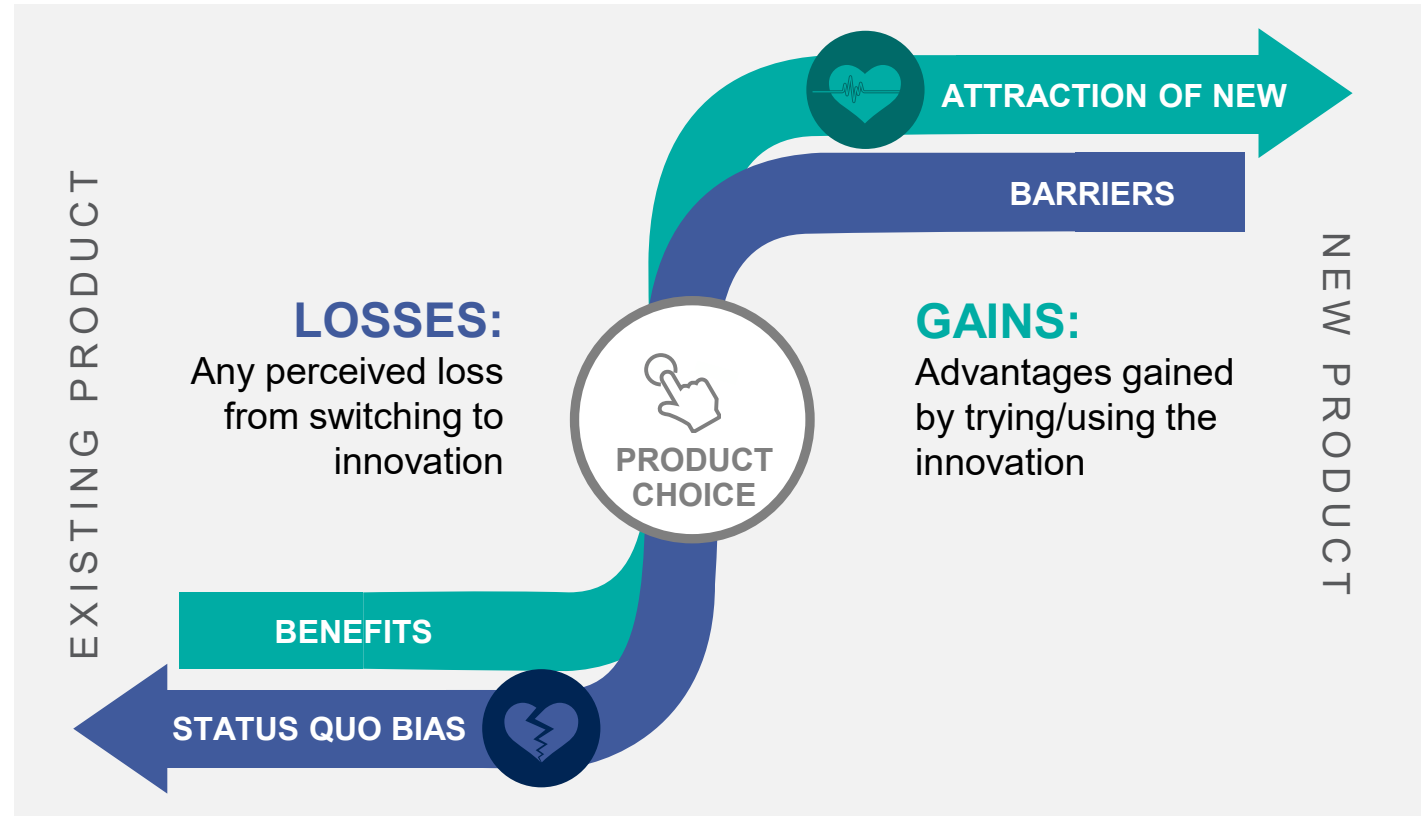 ATTRACTION OF NEW
BARRIERS
EXISTING PRODUCT
LOSSES:
Any perceived loss
from switching to
innovation
PRODUCT
CHOICE
GAINS:
Advantages gained
by trying/using the
innovation
NEW PRODUCT
BENEFITS
STATUS QUO BIAS